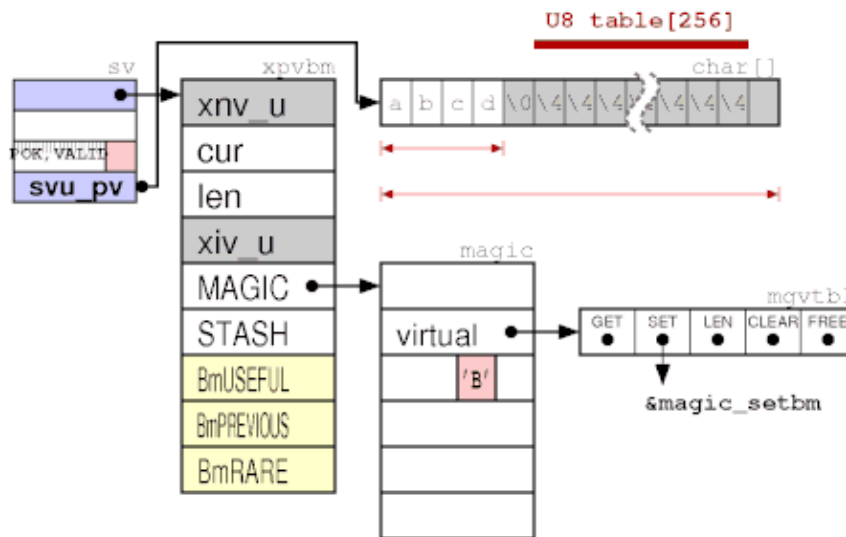 U8 table[256]
sv
xpvbm
char[]
xnv_u
a b c d \0 \4 \4 \4 \4 \4 \4
cur
POK, VALID
svu_pv
len
xiv_u
magic
MAGIC
mgvtbl
GET SET LEN CLEAR FREE
STASH
virtual
BmUSEFUL
'B'
&magic_setbm
BmPREVIOUS
BmRARE